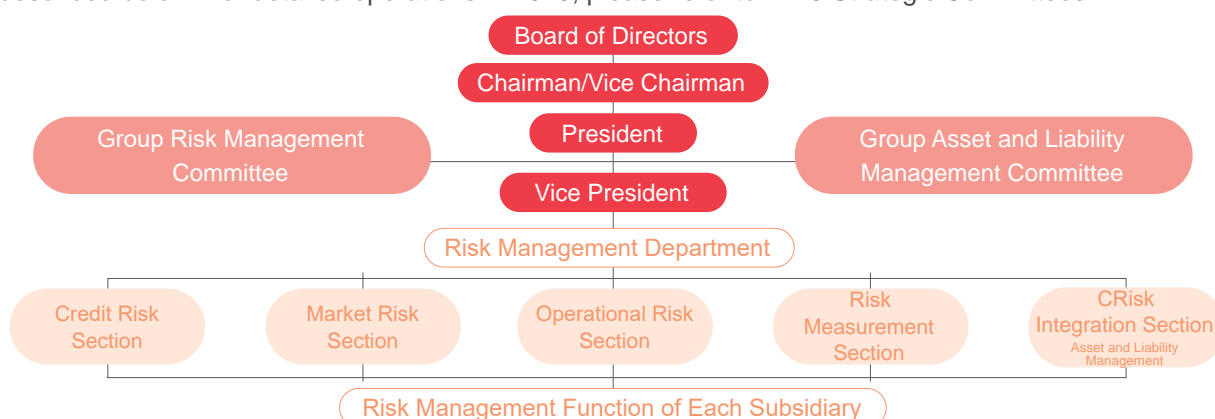 Board of Directors
Chairman/Vice Chairman
President
Group Risk Management
Committee
Group Asset and Liability
Management Committee
Vice President
Risk Management Department
Credit Risk
Section
Market Risk
Section
Operational Risk
Section
Risk
Measurement
Section
CRisk
Integration Section
Asset and Liability
Management
Risk Management Function of Each Subsidiary